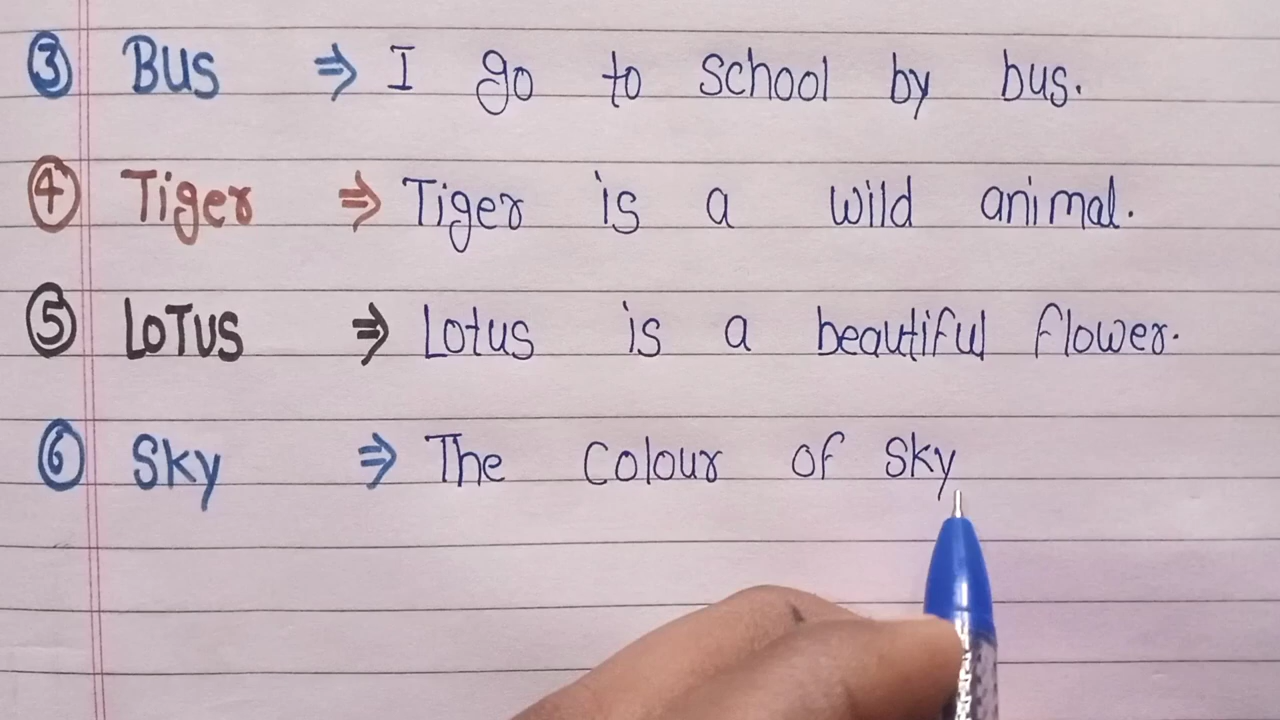 ③ Bus ⇒ I go to school by bus.
④ Tiger ⇒ Tiger is a wild animal.
⑤ LOTUS ⇒ Lotus is a beautiful flower.
⑥ Sky ⇒ The Colour of Sky